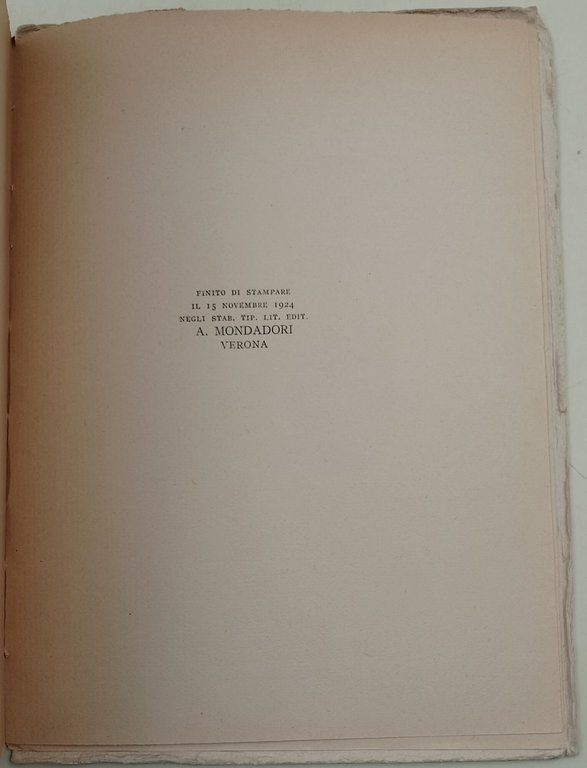 FINITO DI STAMPARE
IL 15 NOVEMBRE 1924
NEGLI STAB. TIP. LIT. EDIT.
A. MONDADORI
VERONA